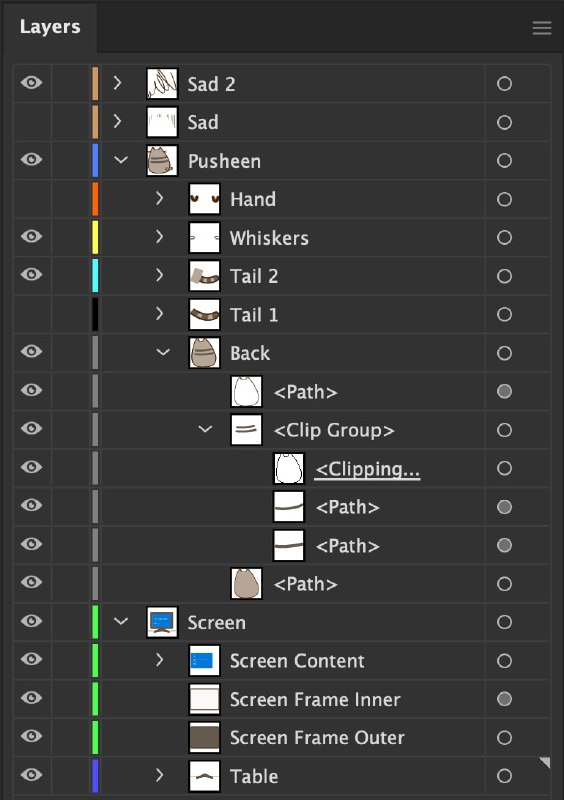 Layers
Sad 2
Sad
Pusheen
Hand
Whiskers
Tail 2
Tail 1
Back
<Path>
<Clip Group>
<Clipping...
<Path>
<Path>
<Path>
Screen
Screen Content
Screen Frame Inner
Screen Frame Outer
Table